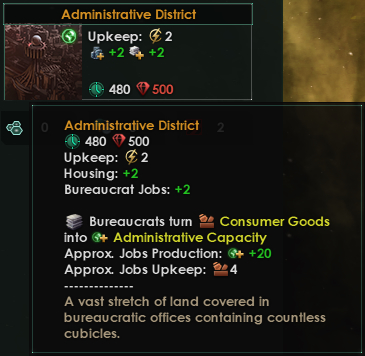 Administrative District
Upkeep: 2
+2 +2
480 500
Administrative District
0 2
480 500
Upkeep: 2
Housing: +2
Bureaucrat Jobs: +2
Bureaucrats turn Consumer Goods
into Administrative Capacity
Approx. Jobs Production: +20
Approx. Jobs Upkeep: 4
--------------
A vast stretch of land covered in
bureaucratic offices containing countless
cubicles.